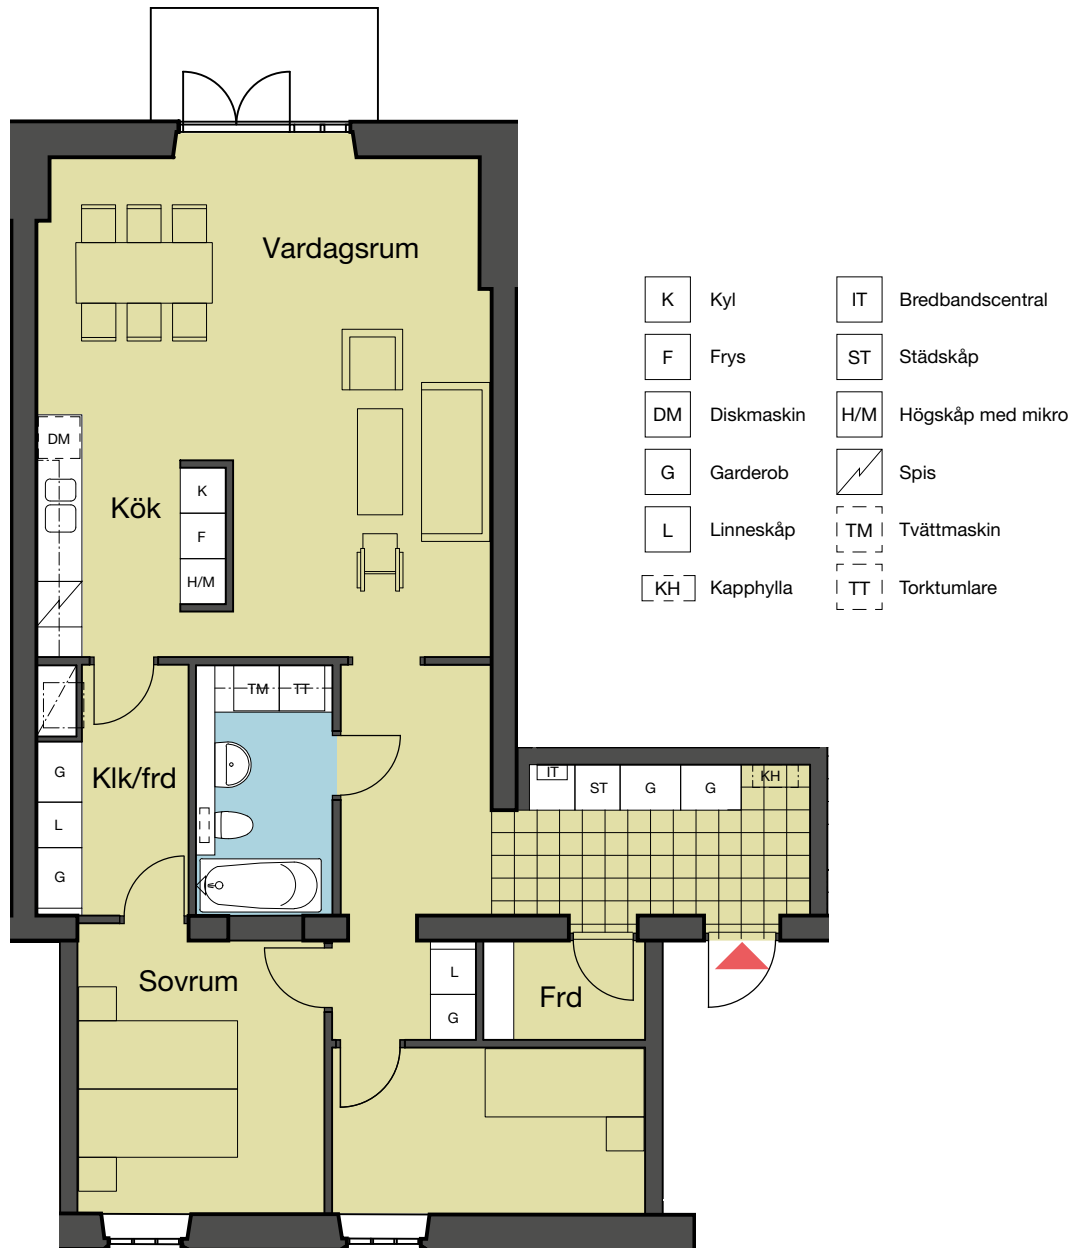 Vardagsrum
K Kyl
IT Bredbandscentral
F Frys
ST Städskåp
DM Diskmaskin
H/M Högskåp med mikro
G Garderob
Spis
L Linneskåp
TM Tvättmaskin
KH Kapphylla
TT Torktumlare
DM
Kök
K
F
H/M
TM
TT
G
Klk/frd
L
G
IT
ST
G
G
KH
Sovrum
L
G
Frd